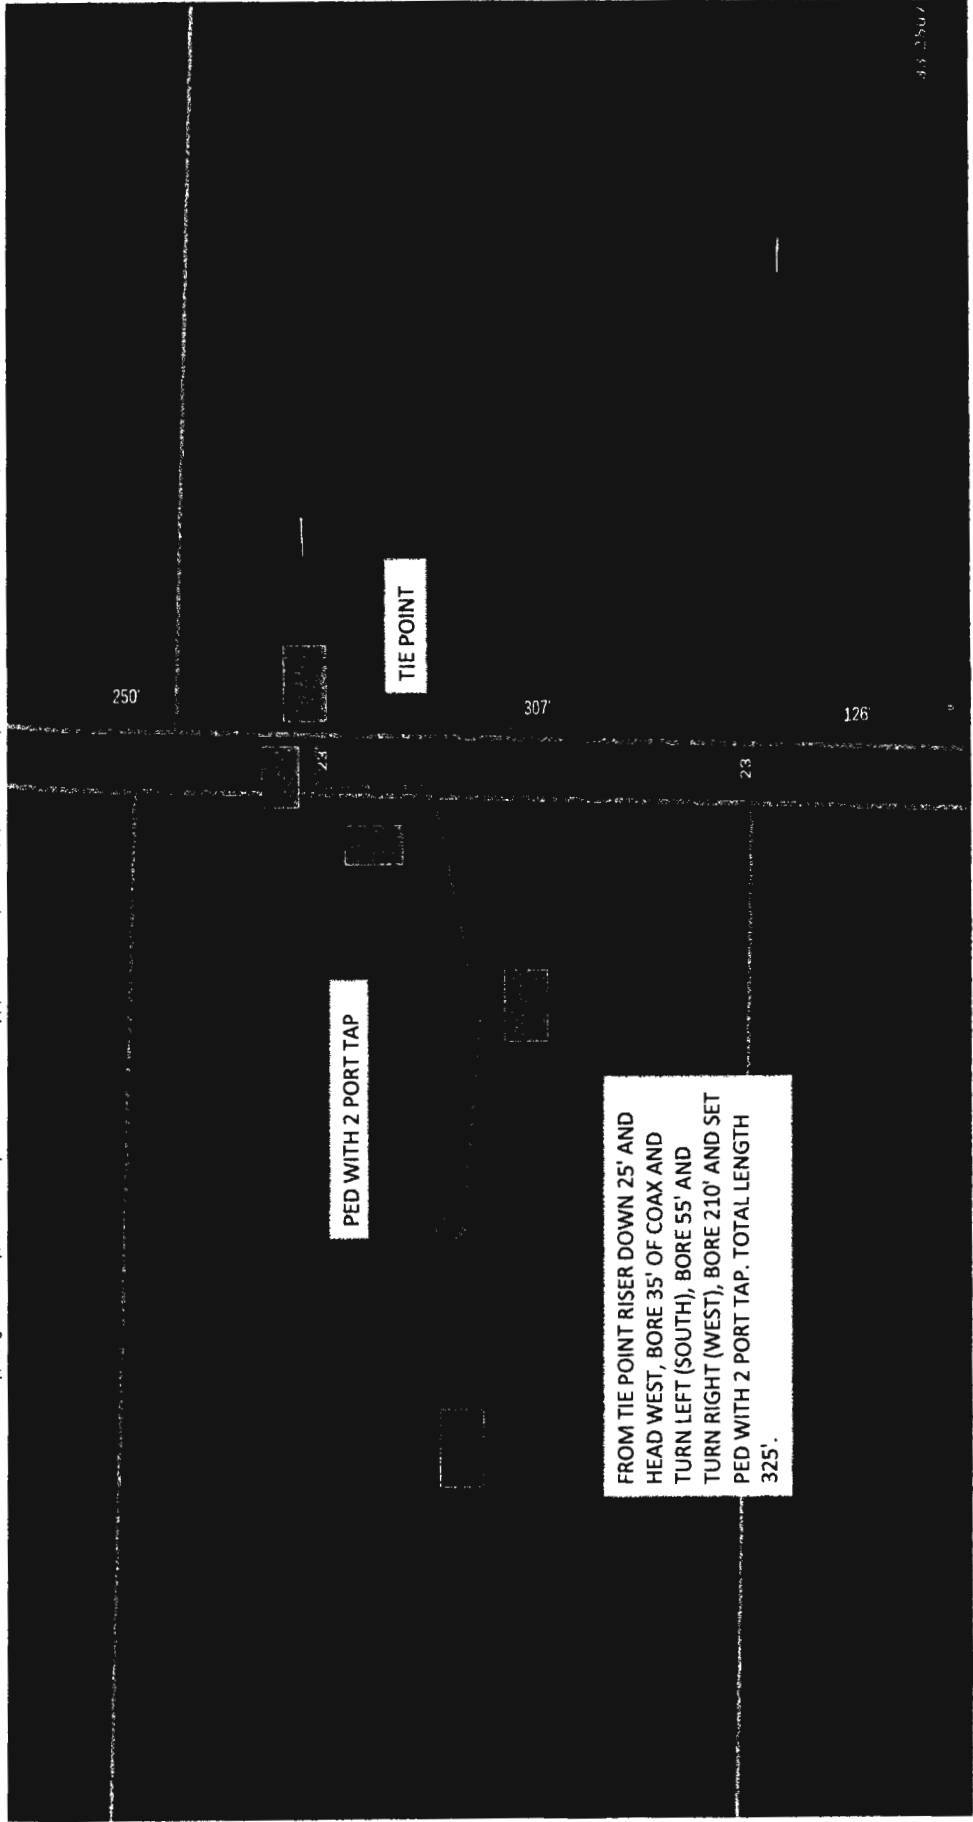 TIE POINT
PED WITH 2 PORT TAP
FROM TIE POINT RISER DOWN 25' AND
HEAD WEST, BORE 35' OF COAX AND
TURN LEFT (SOUTH), BORE 55' AND
TURN RIGHT (WEST), BORE 210' AND SET
PED WITH 2 PORT TAP. TOTAL LENGTH
325'.
250'
23'
307'
23
126'